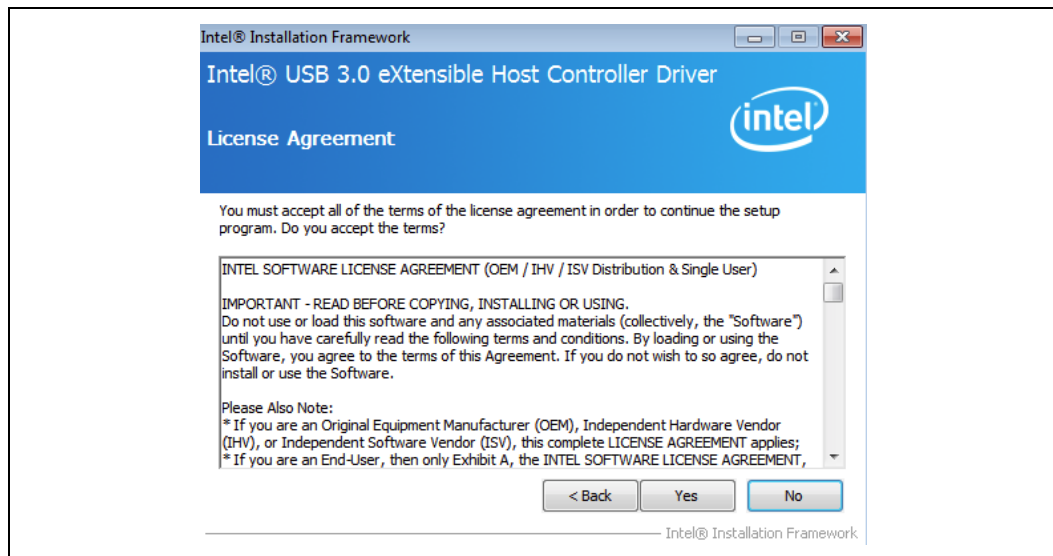 Intel® Installation Framework
Intel® USB 3.0 eXtensible Host Controller Driver
intel
License Agreement
You must accept all of the terms of the license agreement in order to continue the setup
program. Do you accept the terms?
INTEL SOFTWARE LICENSE AGREEMENT (OEM / IHV / ISV Distribution & Single User)
IMPORTANT - READ BEFORE COPYING, INSTALLING OR USING.
Do not use or load this software and any associated materials (collectively, the "Software")
until you have carefully read the following terms and conditions. By loading or using the
Software, you agree to the terms of this Agreement. If you do not wish to so agree, do not
install or use the Software.
Please Also Note:
* If you are an Original Equipment Manufacturer (OEM), Independent Hardware Vendor
(IHV), or Independent Software Vendor (ISV), this complete LICENSE AGREEMENT applies;
* If you are an End-User, then only Exhibit A, the INTEL SOFTWARE LICENSE AGREEMENT,
< Back Yes No
Intel® Installation Framework